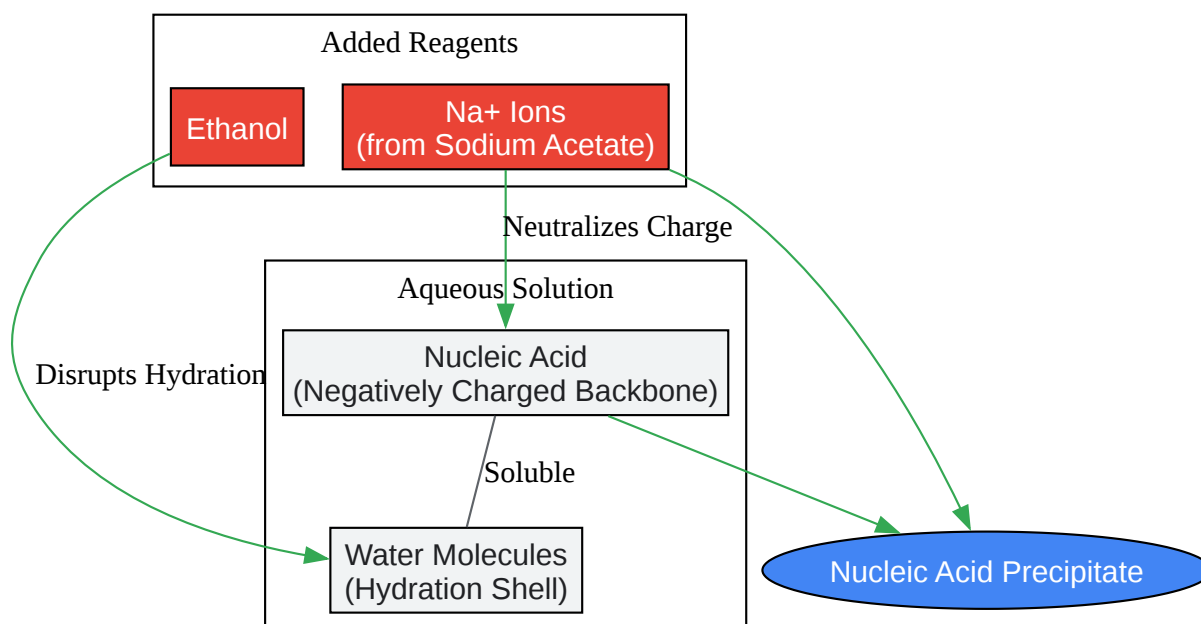 Added Reagents
Ethanol
Na+ Ions
(from Sodium Acetate)
Neutralizes Charge
Aqueous Solution
Nucleic Acid
(Negatively Charged Backbone)
Disrupts Hydration
Soluble
Water Molecules
(Hydration Shell)
Nucleic Acid Precipitate